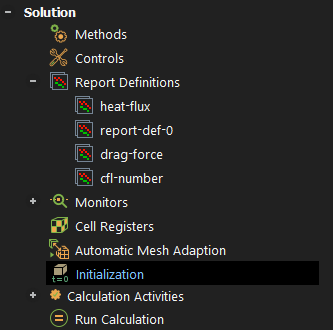 Solution
Methods
Controls
Report Definitions
heat-flux
report-def-0
drag-force
cfl-number
Monitors
Cell Registers
Automatic Mesh Adaption
t=0 Initialization
Calculation Activities
Run Calculation